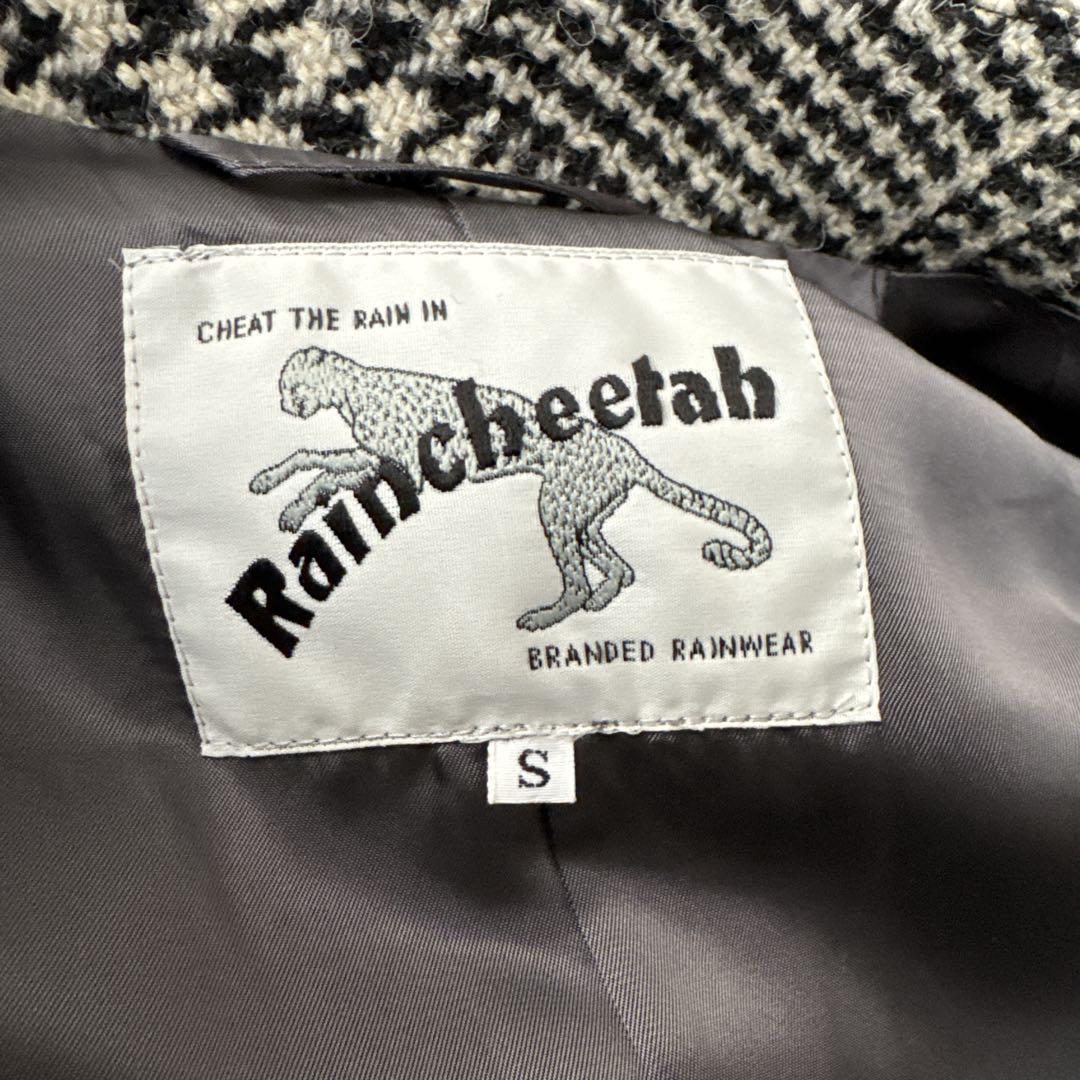 CHEAT THE RAIN IN
Raincheetah
BRANDED RAINWEAR
S